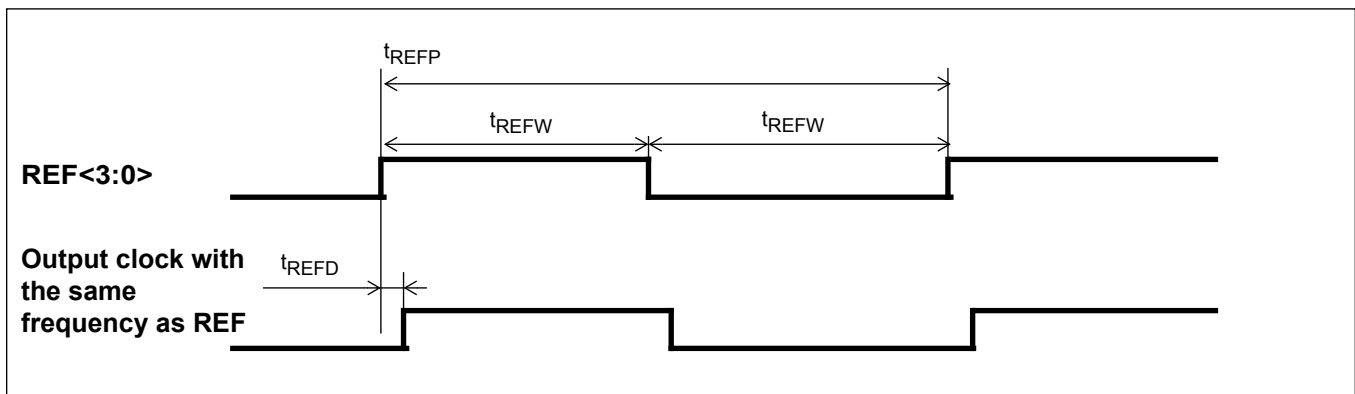 tREFP
tREFW
tREFW
REF<3:0>
Output clock with
the same
frequency as REF
tREFD